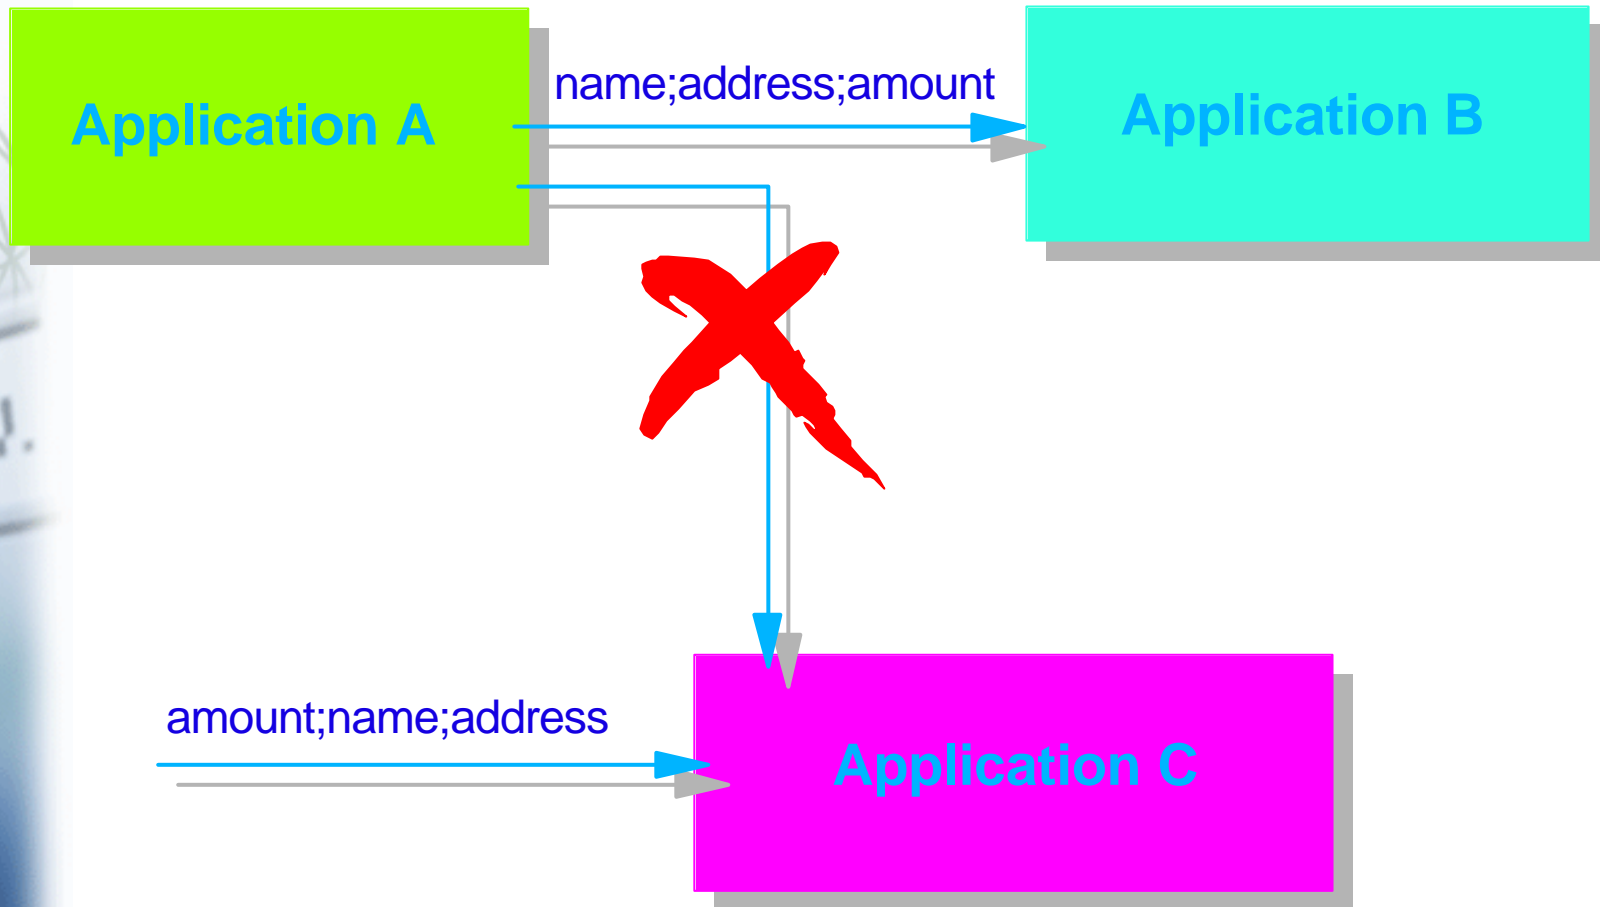 name;address;amount
Application A
Application B
amount;name;address
Application C